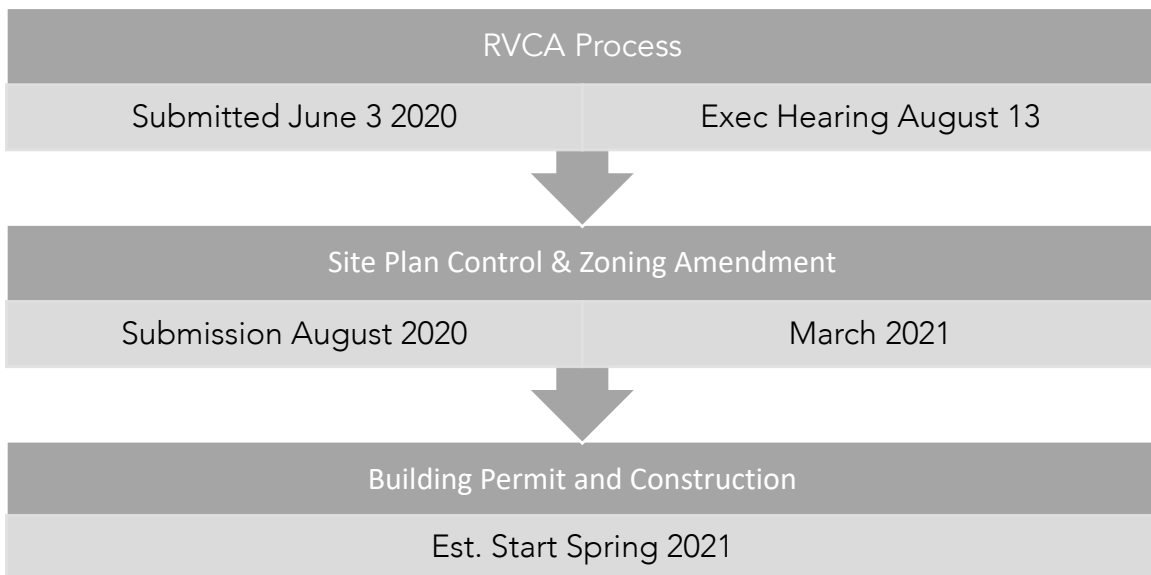 RVCA Process
Submitted June 3 2020
Exec Hearing August 13
Site Plan Control & Zoning Amendment
Submission August 2020
March 2021
Building Permit and Construction
Est. Start Spring 2021